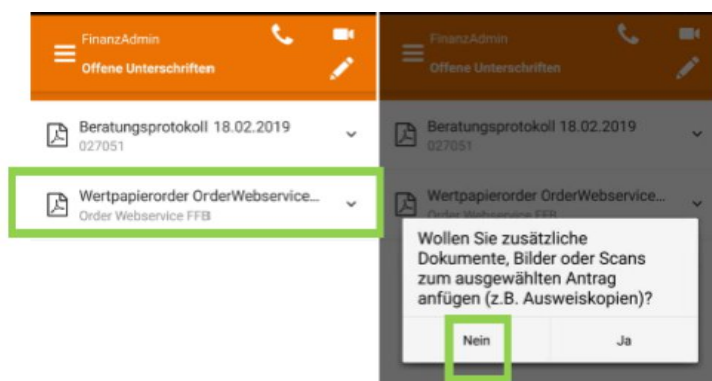 FinanzAdmin
Offene Unterschriften
Beratungsprotokoll 18.02.2019
027051
Wertpapierorder OrderWebservice...
Order Webservice FFB
FinanzAdmin
Offene Unterschriften
Beratungsprotokoll 18.02.2019
027051
Wertpapierorder OrderWebservice...
Order Webservice FFB
Wollen Sie zusätzliche
Dokumente, Bilder oder Scans
zum ausgewählten Antrag
anfügen (z.B. Ausweiskopien)?
Nein Ja